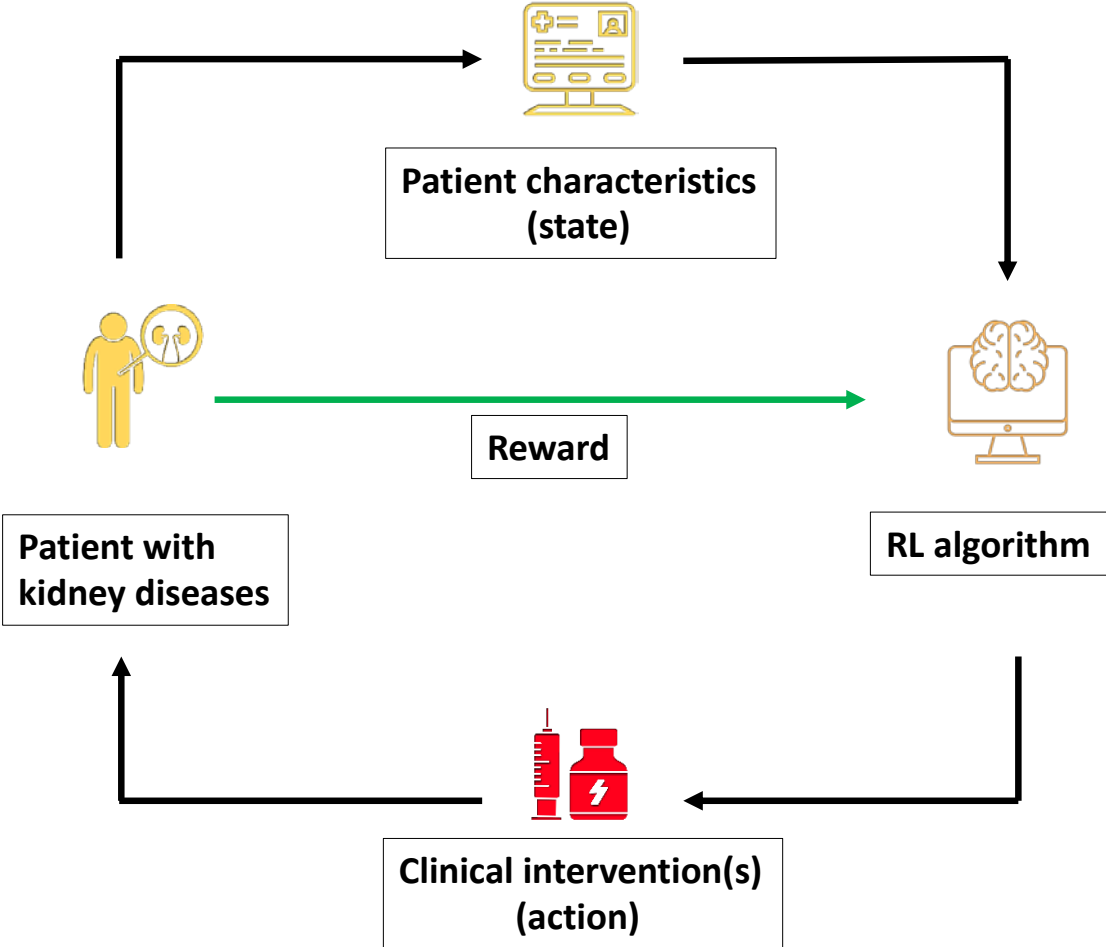 Patient characteristics
(state)
Reward
Patient with
kidney diseases
RL algorithm
Clinical intervention(s)
(action)